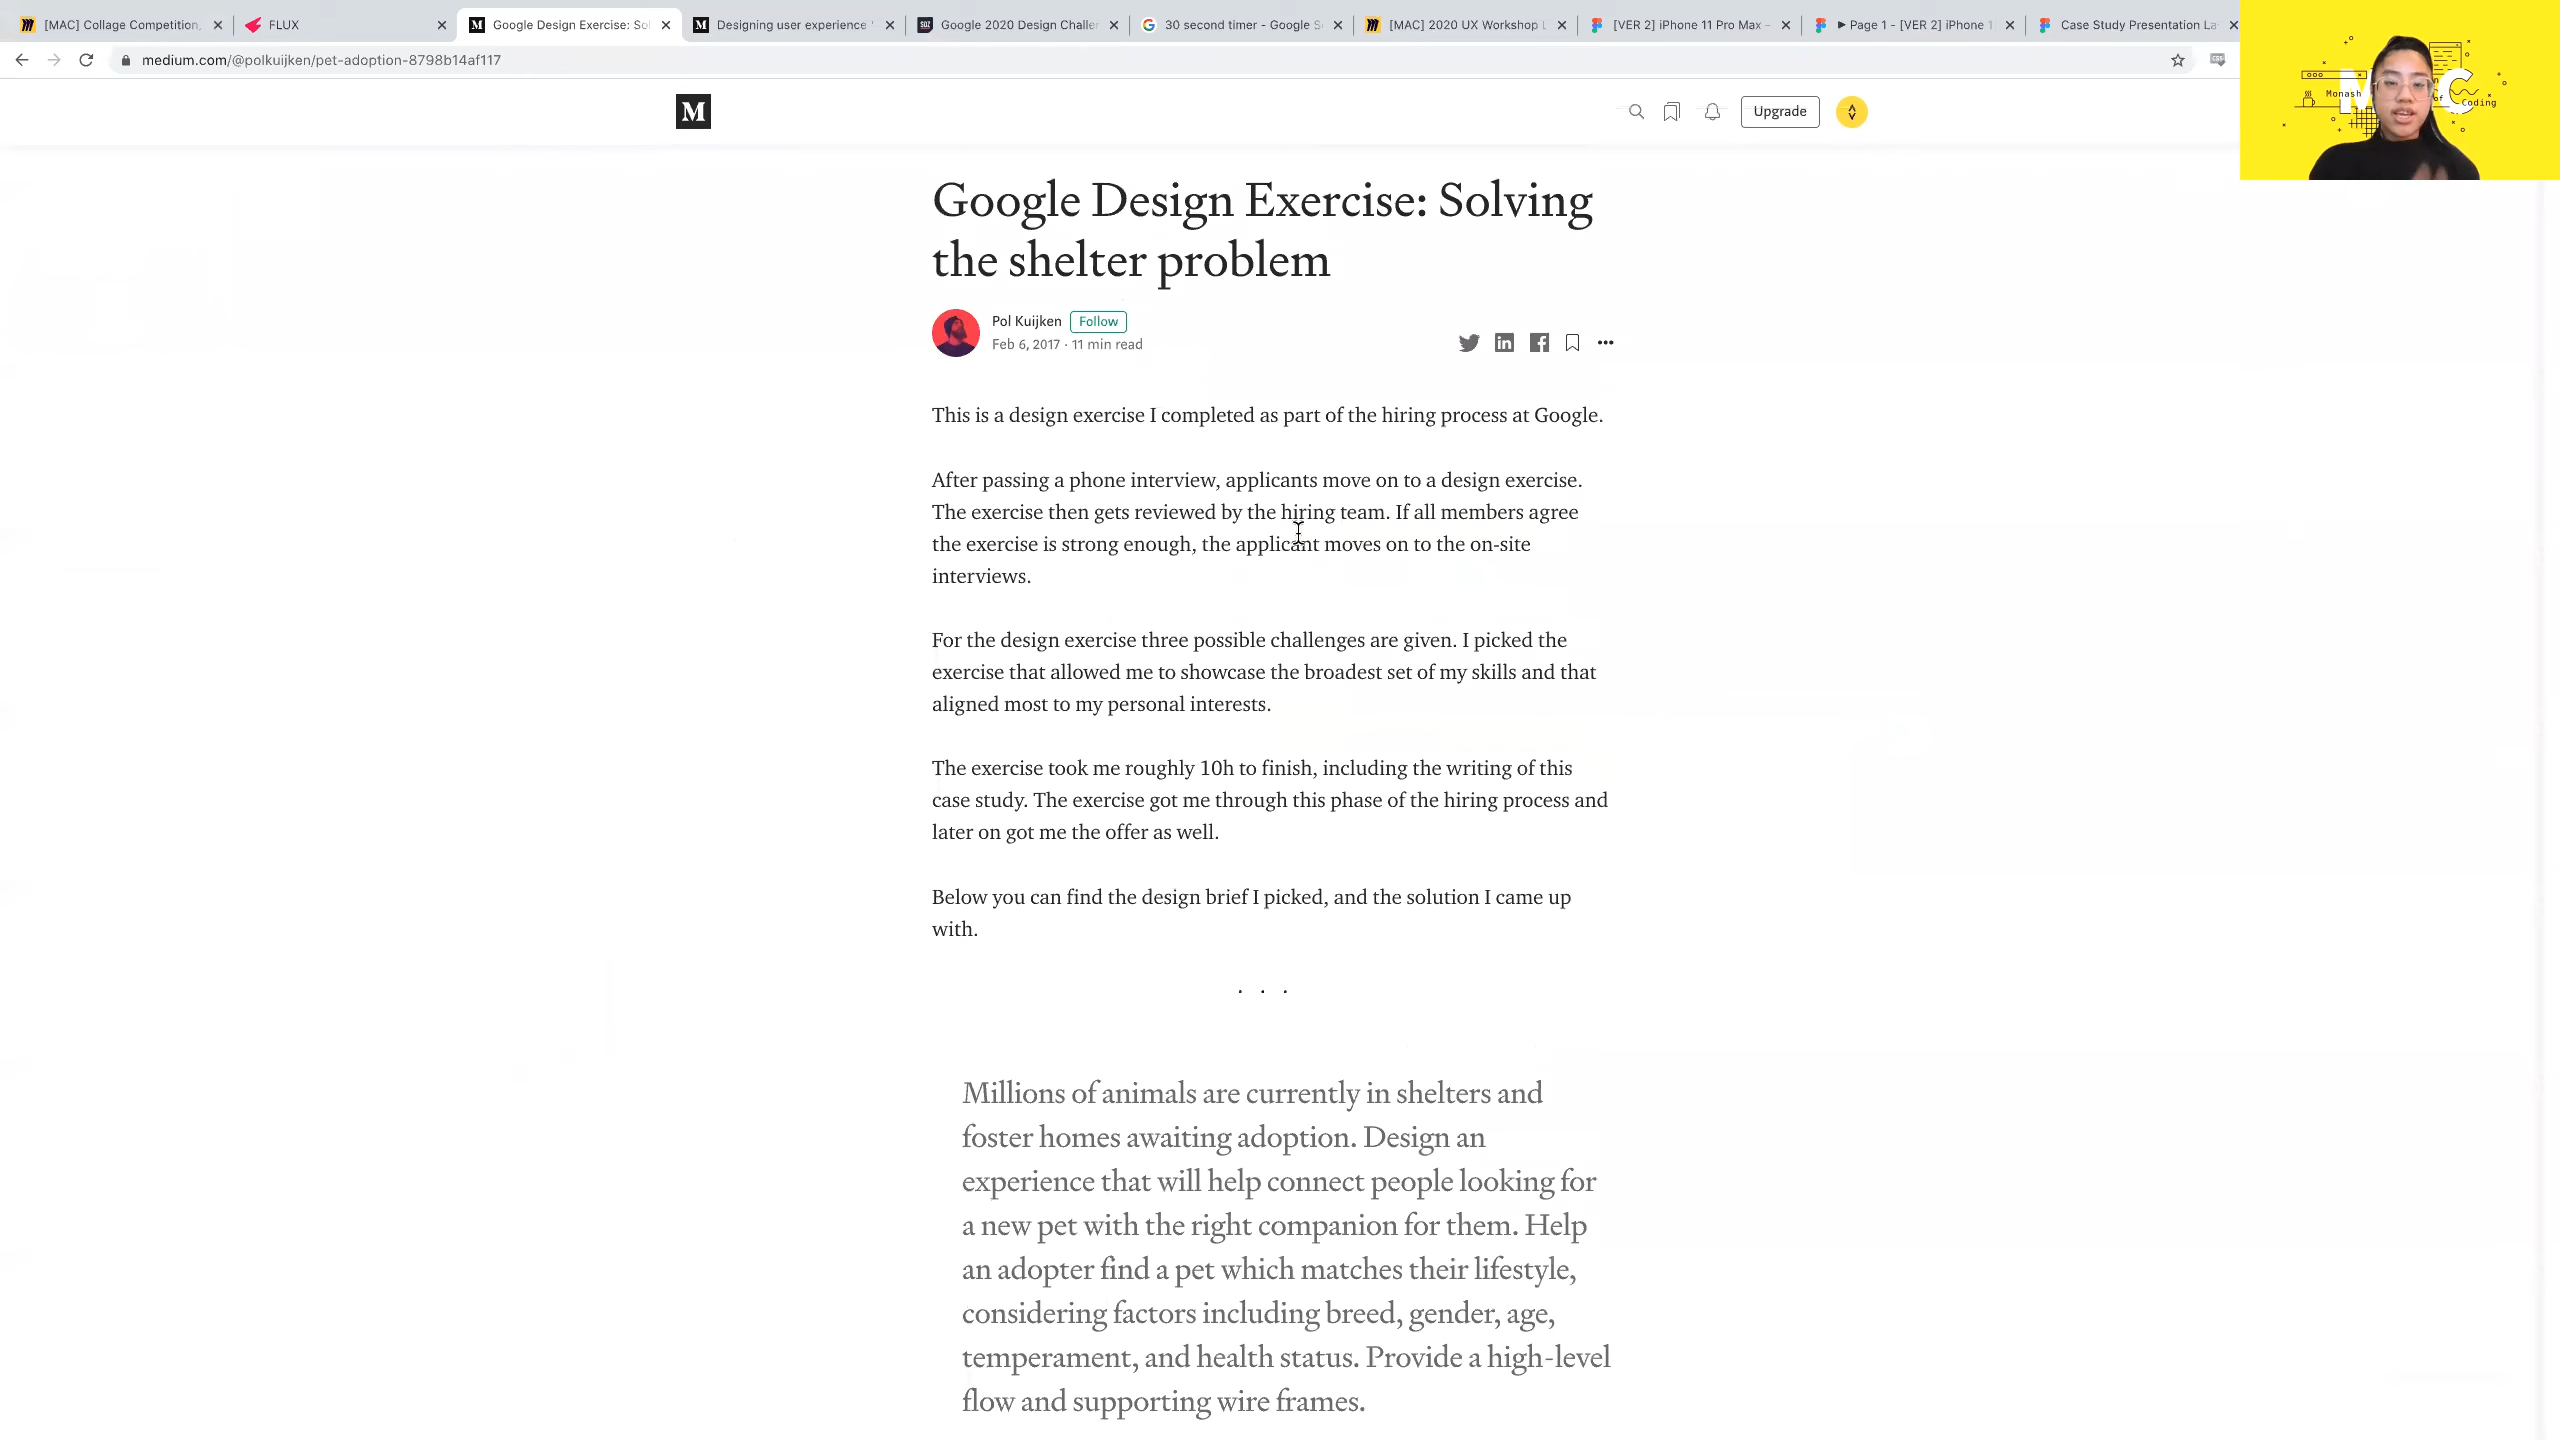 [MAC] Collage Competition,
FLUX
Google Design Exercise: Sol
Designing user experience
Google 2020 Design Challen
30 second timer - Google S
[MAC] 2020 UX Workshop L
[VER 2] iPhone 11 Pro Max -
▶ Page 1 - [VER 2] iPhone 1
Case Study Presentation La
medium.com/@polkuijken/pet-adoption-8798b14af117
M
Upgrade
Monash
of
Coding
Google Design Exercise: Solving
the shelter problem
Pol Kuijken Follow
Feb 6, 2017 · 11 min read
This is a design exercise I completed as part of the hiring process at Google.
After passing a phone interview, applicants move on to a design exercise.
The exercise then gets reviewed by the hiring team. If all members agree
the exercise is strong enough, the applicant moves on to the on-site
interviews.
For the design exercise three possible challenges are given. I picked the
exercise that allowed me to showcase the broadest set of my skills and that
aligned most to my personal interests.
The exercise took me roughly 10h to finish, including the writing of this
case study. The exercise got me through this phase of the hiring process and
later on got me the offer as well.
Below you can find the design brief I picked, and the solution I came up
with.
. . .
Millions of animals are currently in shelters and
foster homes awaiting adoption. Design an
experience that will help connect people looking for
a new pet with the right companion for them. Help
an adopter find a pet which matches their lifestyle,
considering factors including breed, gender, age,
temperament, and health status. Provide a high-level
flow and supporting wire frames.